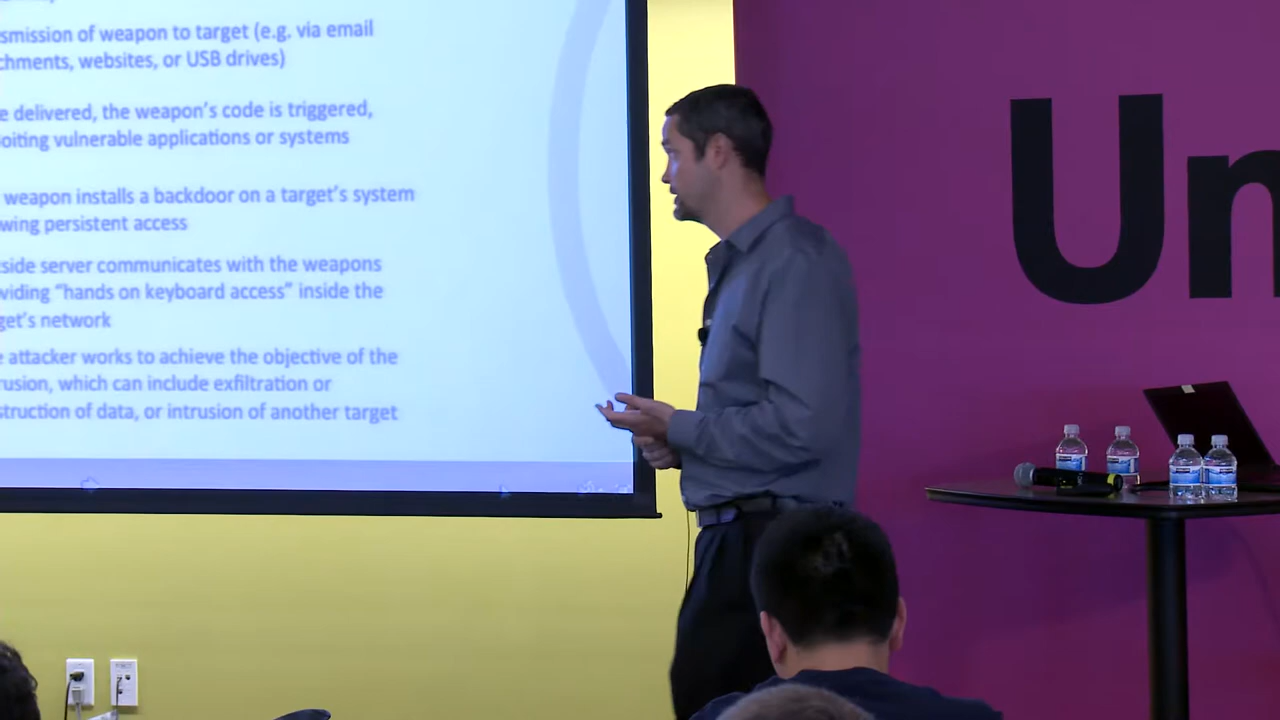 smission of weapon to target (e.g. via email
chments, websites, or USB drives)
e delivered, the weapon's code is triggered,
oiting vulnerable applications or systems
weapon installs a backdoor on a target's system
wing persistent access
side server communicates with the weapons
viding "hands on keyboard access" inside the
get's network
e attacker works to achieve the objective of the
rusion, which can include exfiltration or
struction of data, or intrusion of another target
Un